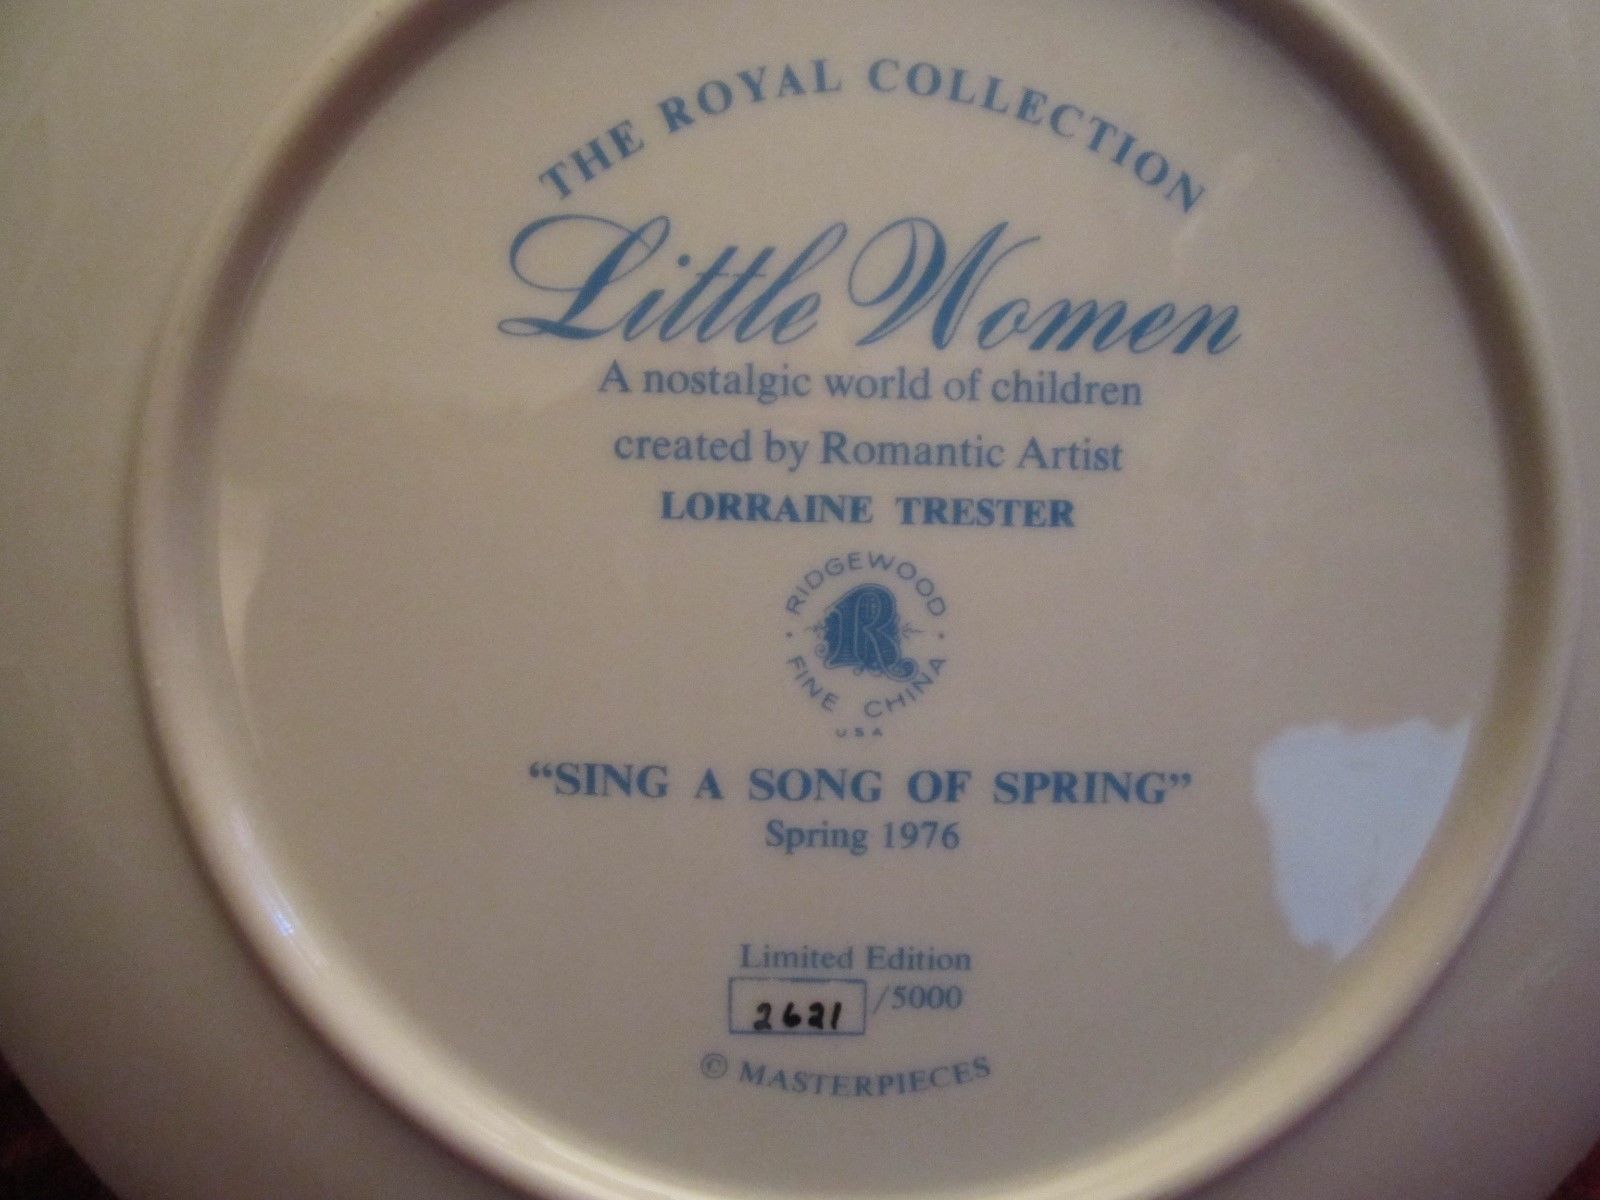 THE ROYAL COLLECTION
Little Women
A nostalgic world of children
created by Romantic Artist
LORRAINE TRESTER
RIDGEWOOD
R
FINE CHINA
USA
“SING A SONG OF SPRING”
Spring 1976
Limited Edition
2621 /5000
© MASTERPIECES